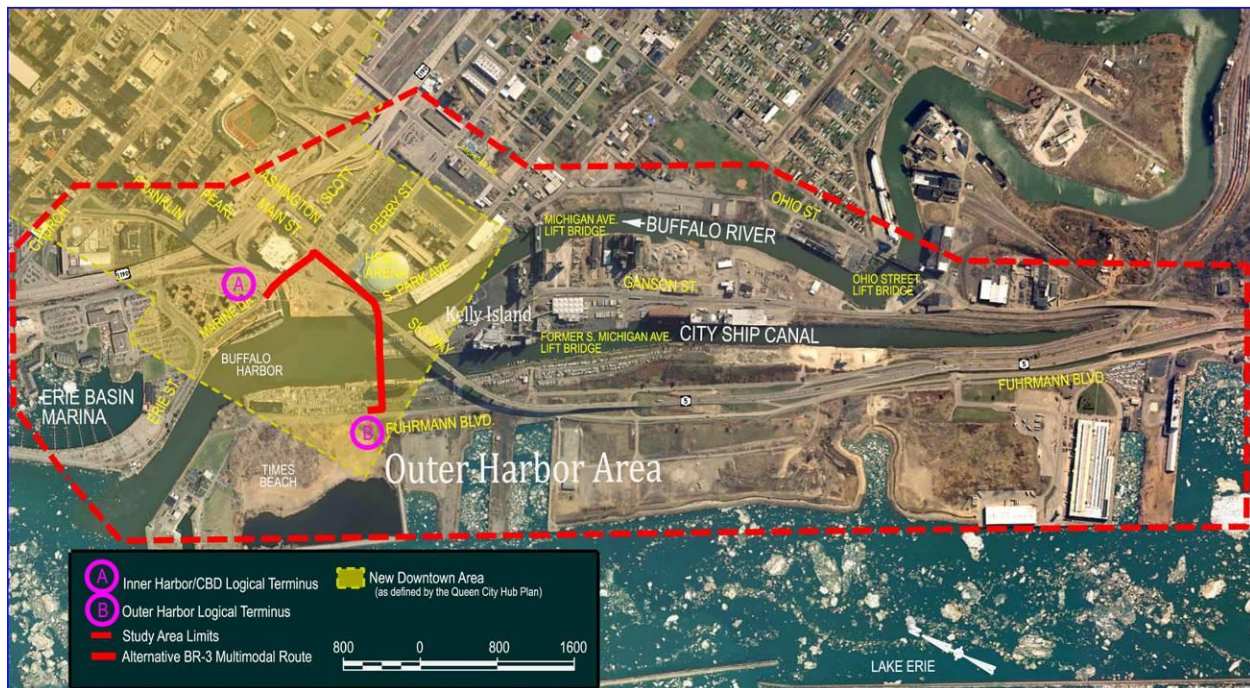 I190
CHURCH
FRANKLIN
PEARL
WASHINGTON
MAIN ST.
SCOTT
PERRY ST.
OHIO ST.
MICHIGAN AVE.
LIFT BRIDGE
BUFFALO RIVER
I190
A
MARINE DR.
ARENA
S. PARK AVE.
GANSON ST.
OHIO STREET
LIFT BRIDGE
Kelly Island
SKYWAY
FORMER S. MICHIGAN AVE.
LIFT BRIDGE
CITY SHIP CANAL
BUFFALO
HARBOR
5
5
FUHRMANN BLVD.
ERIE ST.
ERIE BASIN
MARINA
B
FUHRMANN BLVD.
Outer Harbor Area
TIMES
BEACH
A Inner Harbor/CBD Logical Terminus
B Outer Harbor Logical Terminus
Study Area Limits
Alternative BR-3 Multimodal Route
New Downtown Area
(as defined by the Queen City Hub Plan)
800 0 800 1600
LAKE ERIE